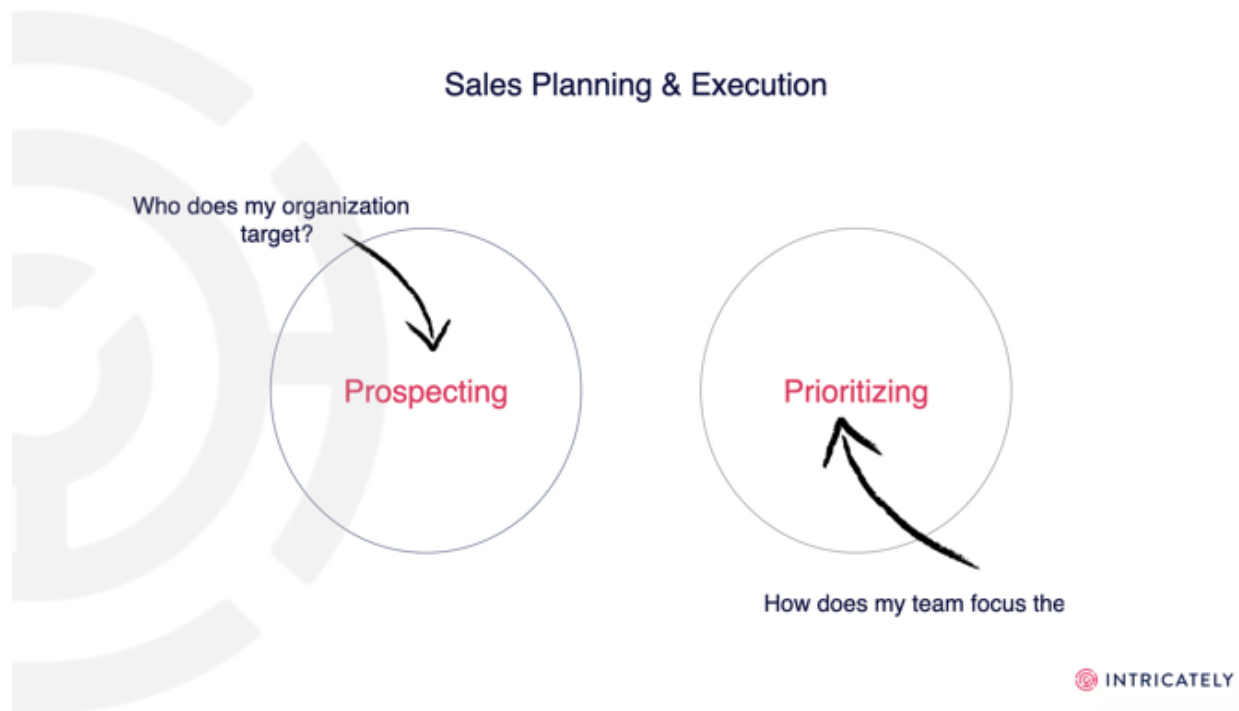 Sales Planning & Execution
Who does my organization
target?
Prospecting
Prioritizing
How does my team focus the
INTRICATELY